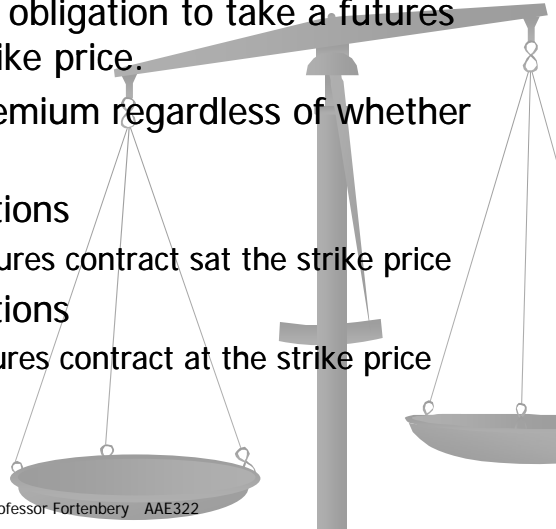 obligation to take a futures
ike price.
emium regardless of whether
tions
ures contract sat the strike price
tions
ures contract at the strike price
ofessor Fortenbery AAE322